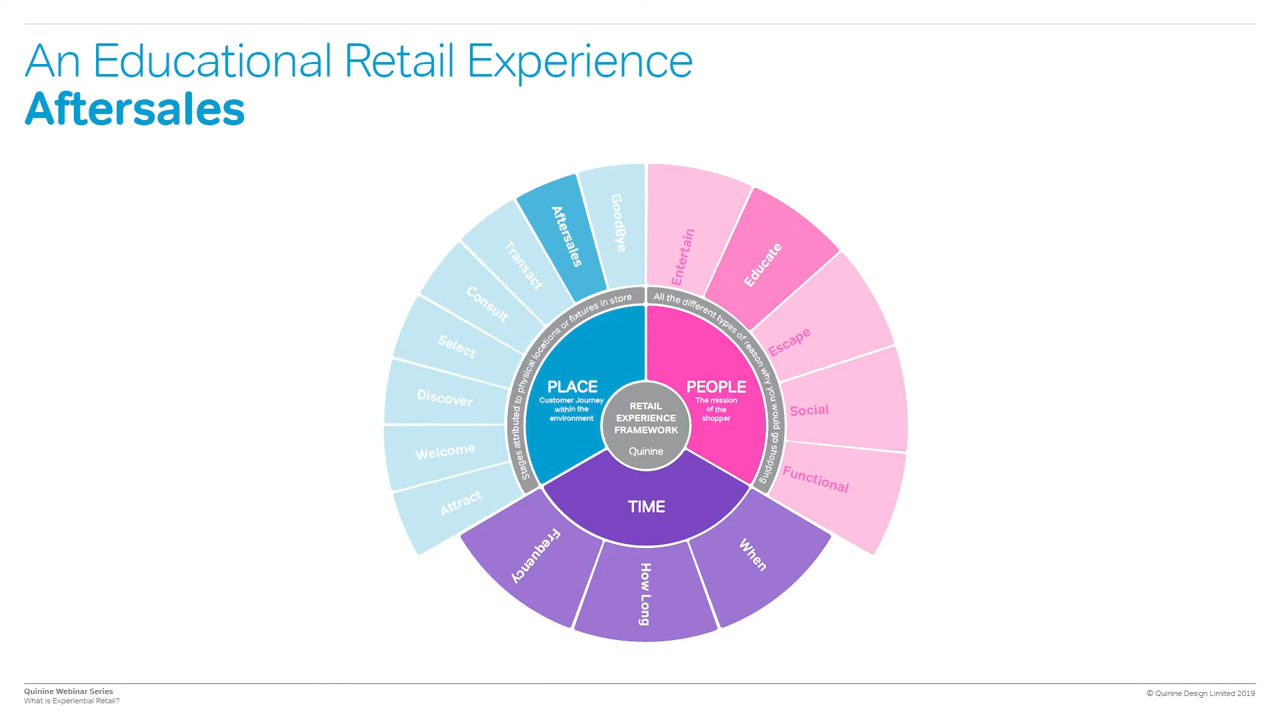 An Educational Retail Experience
Aftersales
Attract
Welcome
Discover
Select
Consult
Transact
Aftersales
GoodBye
Entertain
Educate
Escape
Social
Functional
Stages attributed to physical locations or fixtures in store
All the different types of reason why you would go shopping
PLACE
Customer Journey
within the
environment
PEOPLE
The mission
of the
shopper
RETAIL
EXPERIENCE
FRAMEWORK
Quinine
TIME
Frequency
How Long
When
Quinine Webinar Series
What is Experiential Retail?
© Quinine Design Limited 2019